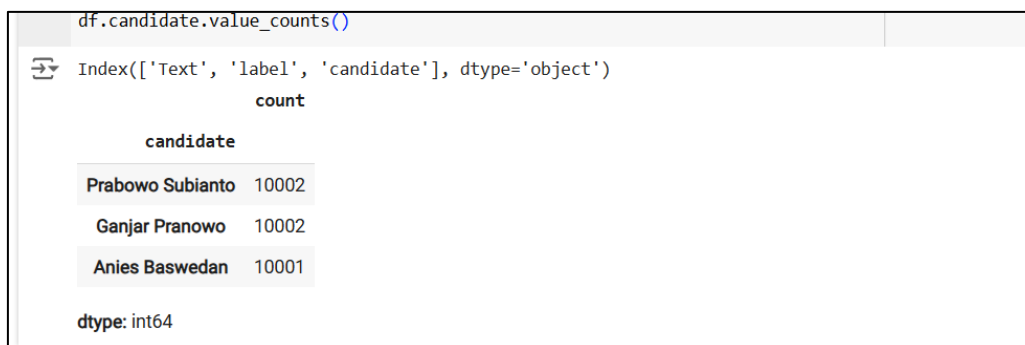 df.candidate.value_counts()
Index(['Text', 'label', 'candidate'], dtype='object')
count
candidate
Prabowo Subianto 10002
Ganjar Pranowo 10002
Anies Baswedan 10001
dtype: int64